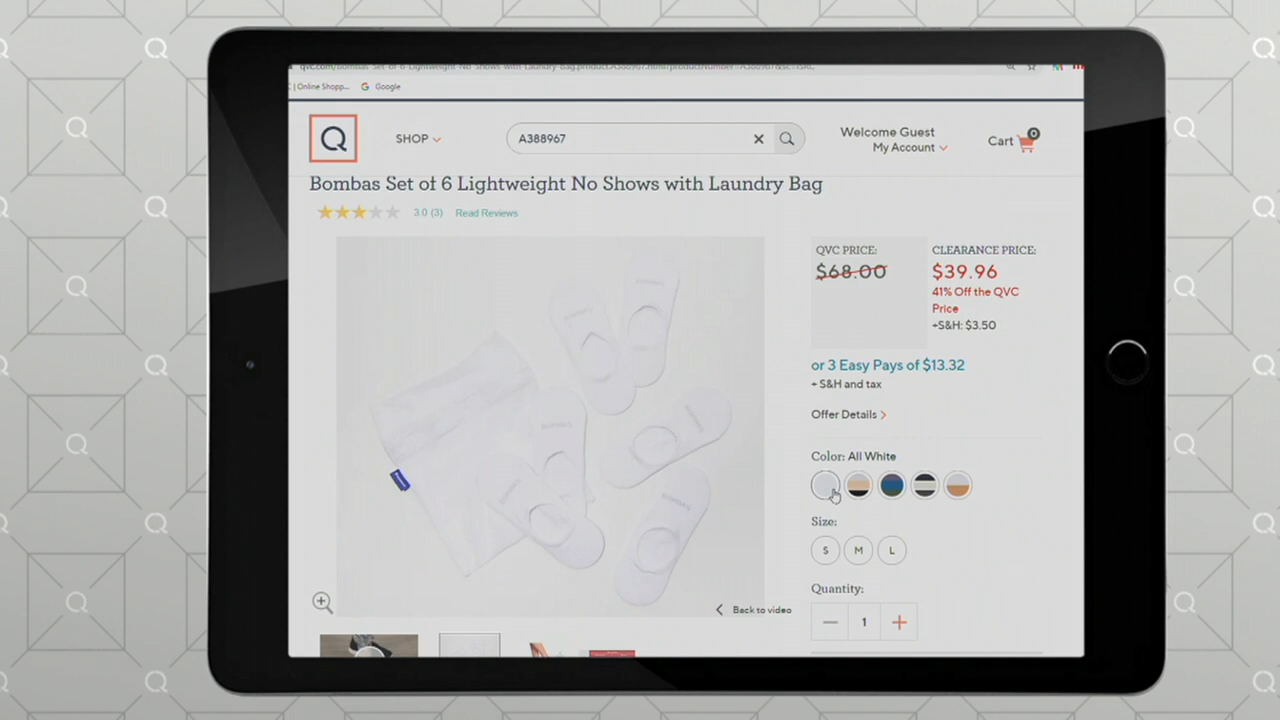 C | Online Shopp...
Google
Q
SHOP
A388967
Welcome Guest
My Account
Cart
0
Bombas Set of 6 Lightweight No Shows with Laundry Bag
3.0 (3)
Read Reviews
QVC PRICE:
$68.00
CLEARANCE PRICE:
$39.96
41% Off the QVC
Price
+S&H: $3.50
or 3 Easy Pays of $13.32
+ S&H and tax
Offer Details
Color: All White
Size:
S
M
L
Quantity:
1
Back to video